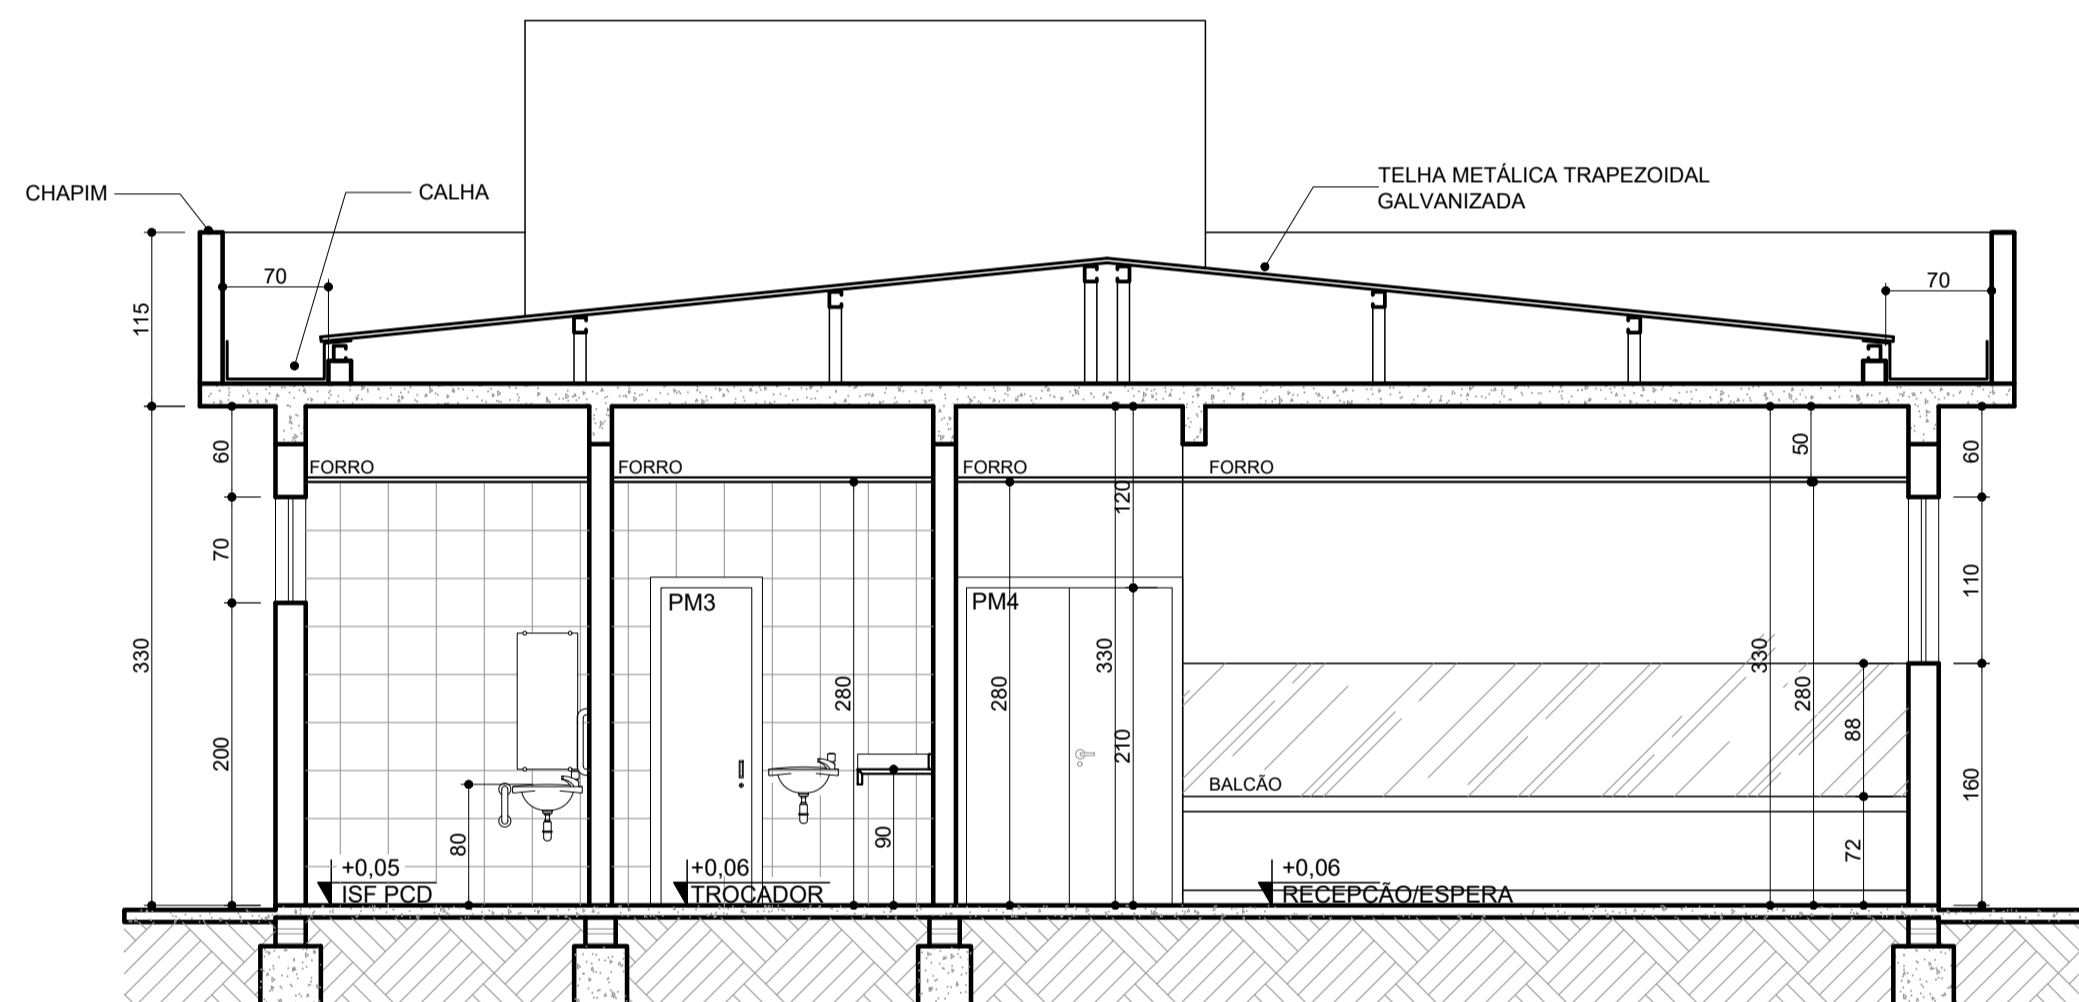 TELHA METÁLICA TRAPEZOIDAL
GALVANIZADA
CHAPIM
CALHA
70
70
115
60
FORRO
FORRO
FORRO
FORRO
50
60
120
70
110
PM3
PM4
330
330
330
280
280
280
200
210
88
160
BALCÃO
80
90
72
+0,05
ISF PCD
+0,06
TROCADOR
+0,06
RECEPCÃO/ESPERA